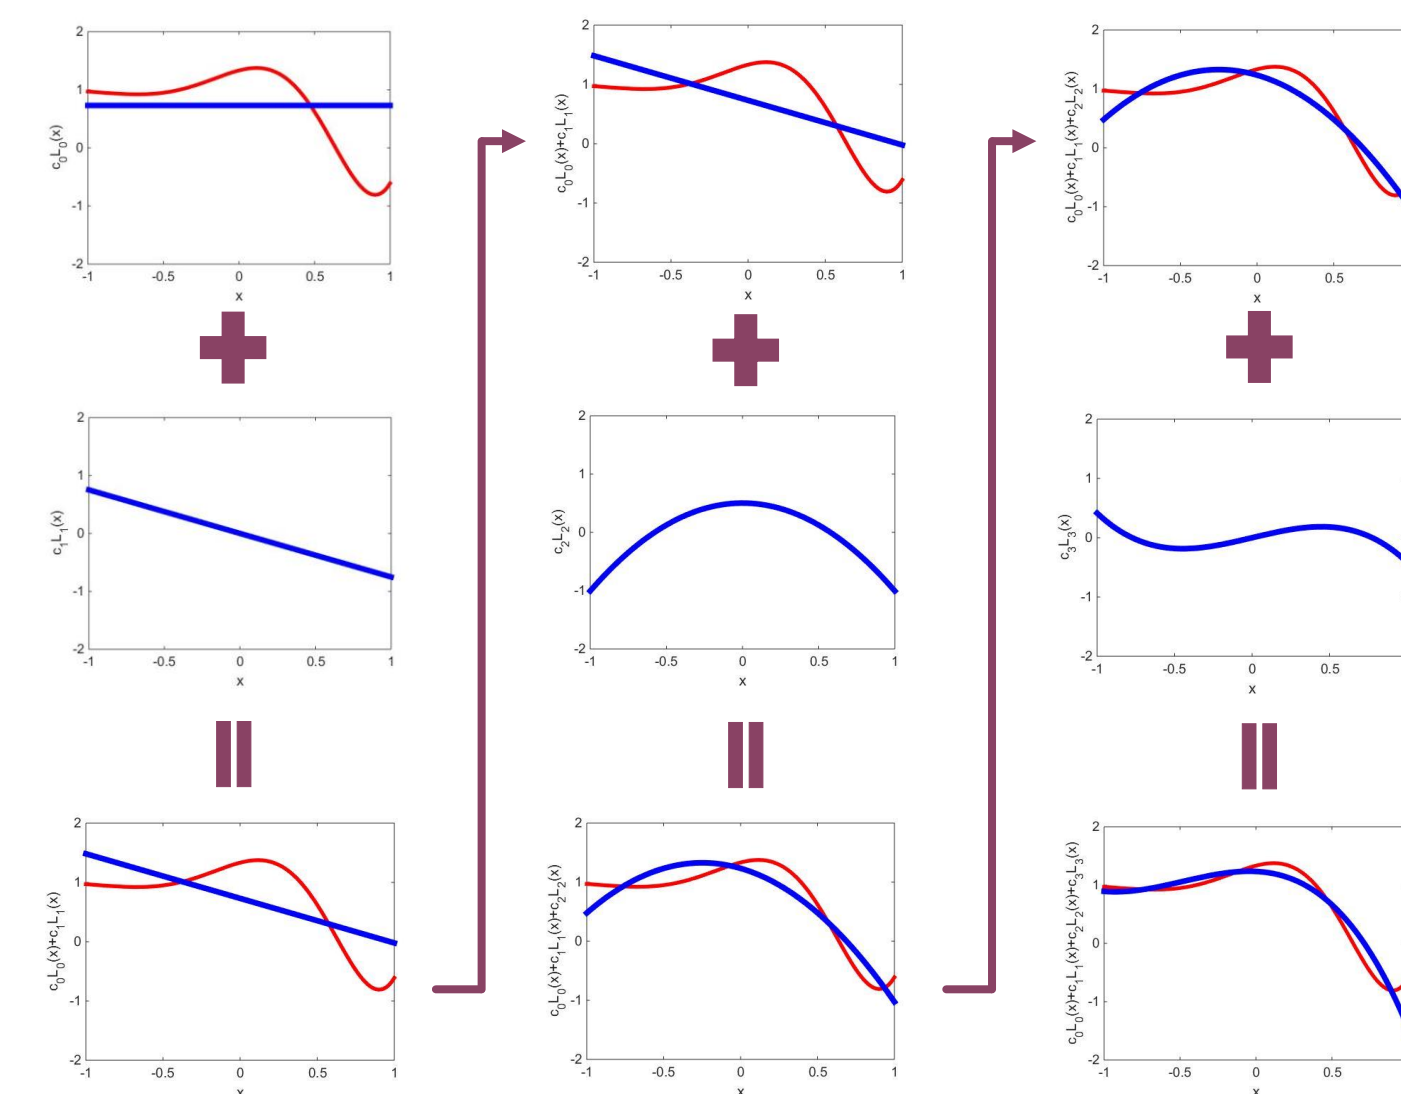 c0L0(x)
2
1
0
-1
-2
-1 -0.5 0 0.5 1
x
c1L1(x)
2
1
0
-1
-2
-1 -0.5 0 0.5 1
x
c0L0(x)+c1L1(x)
2
1
0
-1
-2
-1 -0.5 0 0.5 1
x
c0L0(x)+c1L1(x)
2
1
0
-1
-2
-1 -0.5 0 0.5 1
x
c2L2(x)
2
1
0
-1
-2
-1 -0.5 0 0.5 1
x
c0L0(x)+c1L1(x)+c2L2(x)
2
1
0
-1
-2
-1 -0.5 0 0.5 1
x
c0L0(x)+c1L1(x)+c2L2(x)
2
1
0
-1
-2
-1 -0.5 0 0.5
x
c3L3(x)
2
1
0
-1
-2
-1 -0.5 0 0.5
x
c0L0(x)+c1L1(x)+c2L2(x)+c3L3(x)
2
1
0
-1
-2
-1 -0.5 0 0.5
x